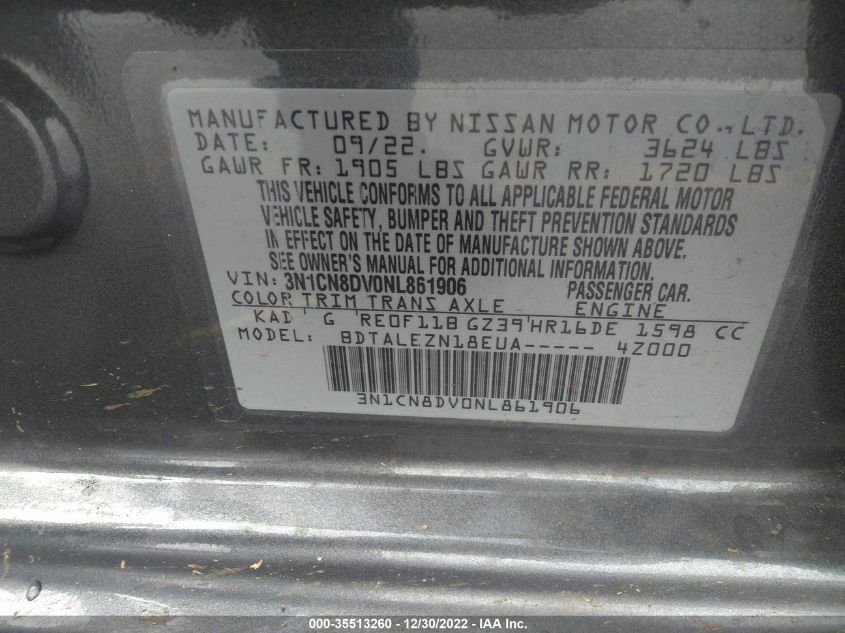 MANUFACTURED BY NISSAN MOTOR CO., LTD.
DATE: 09/22. GVWR: 3624 LBS
GAWR FR: 1905 LBS GAWR RR: 1720 LBS
THIS VEHICLE CONFORMS TO ALL APPLICABLE FEDERAL MOTOR
VEHICLE SAFETY, BUMPER AND THEFT PREVENTION STANDARDS
IN EFFECT ON THE DATE OF MANUFACTURE SHOWN ABOVE.
SEE OWNER'S MANUAL FOR ADDITIONAL INFORMATION.
VIN: 3N1CN8DV0NL861906 PASSENGER CAR.
COLOR TRIM TRANS AXLE ENGINE
KAD G RE0F11B GZ39 HR16DE 1598 CC
MODEL: BDTALEZN18EUA----- 4Z000
3N1CN8DV0NL861906
000-35513260 - 12/30/2022 - IAA Inc.